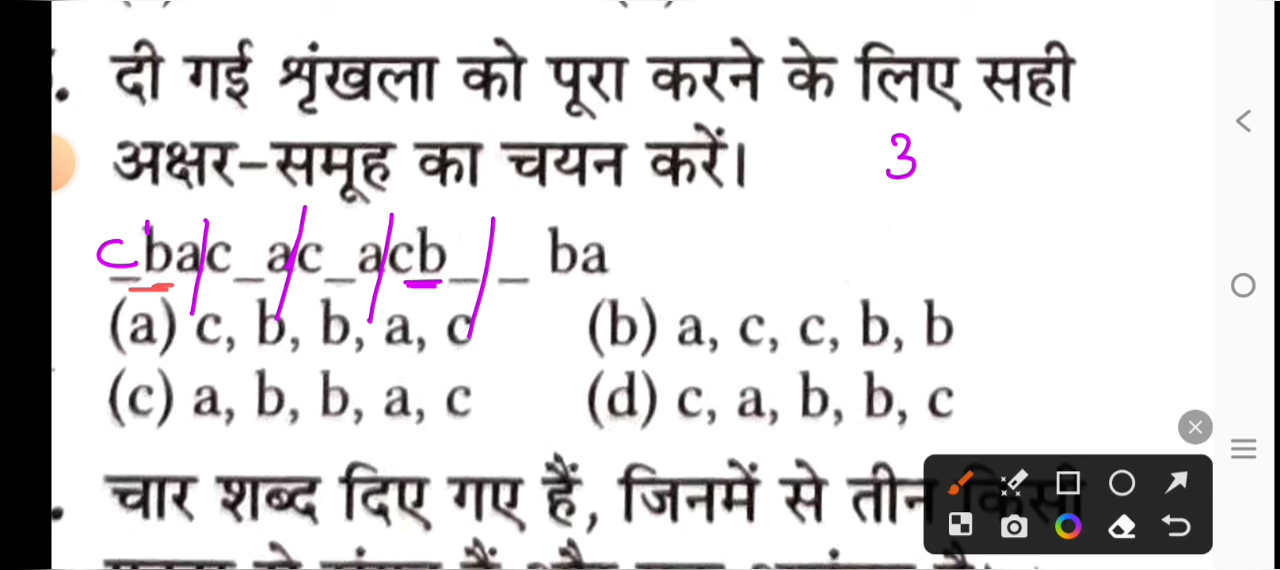 . दी गई शृंखला को पूरा करने के लिए सही
अक्षर-समूह का चयन करें। 3
c_bac_ac_acb_ _ ba
(a) c, b, b, a, c (b) a, c, c, b, b
(c) a, b, b, a, c (d) c, a, b, b, c
. चार शब्द दिए गए हैं, जिनमें से तीन किसी